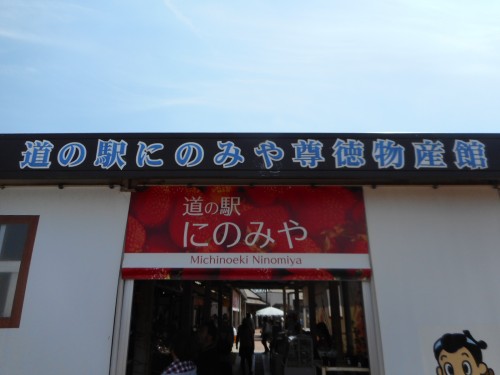 道の駅にのみや尊徳物産館
道の駅
にのみや
Michinoeki Ninomiya